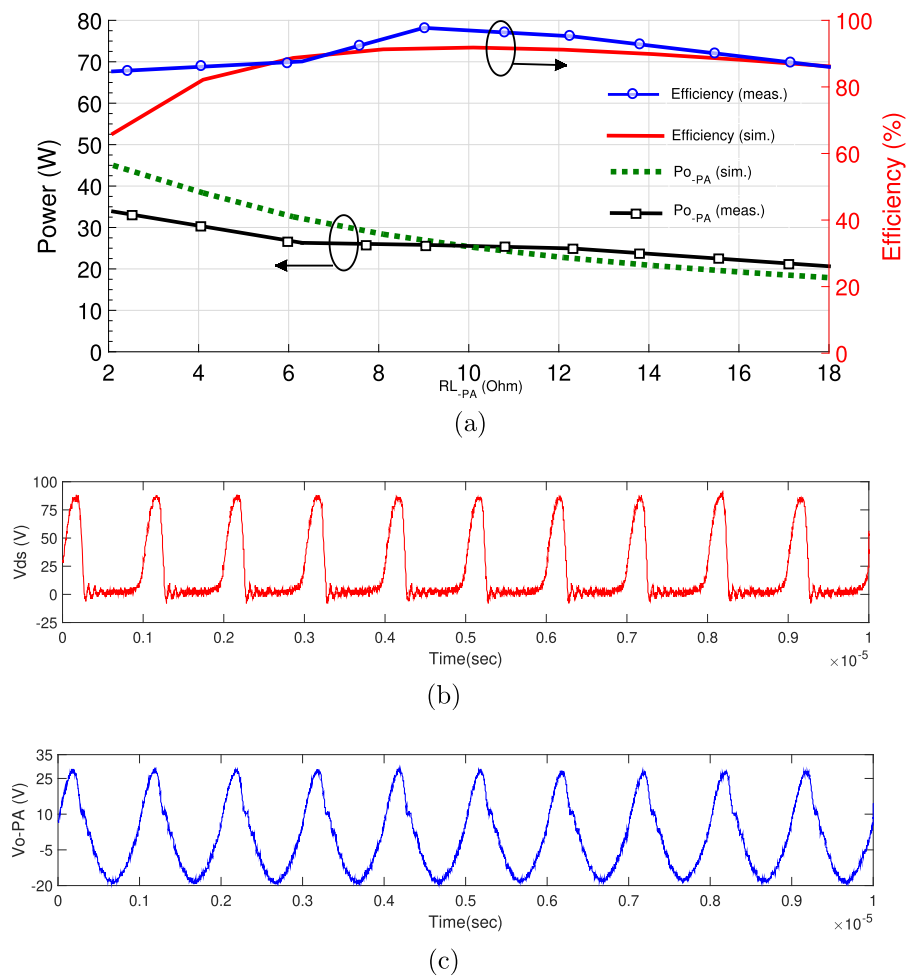 80
70
60
50
40
30
20
10
0
Power (W)
100
80
60
40
20
0
Efficiency (%)
Efficiency (meas.)
Efficiency (sim.)
Po-PA (sim.)
Po-PA (meas.)
2 4 6 8 10 12 14 16 18
RL-PA (Ohm)
(a)
100
75
50
25
0
-25
Vds (V)
0 0.1 0.2 0.3 0.4 0.5 0.6 0.7 0.8 0.9 1
Time(sec)
×10-5
(b)
35
25
10
-5
-20
Vo-PA (V)
0 0.1 0.2 0.3 0.4 0.5 0.6 0.7 0.8 0.9 1
Time(sec)
×10-5
(c)